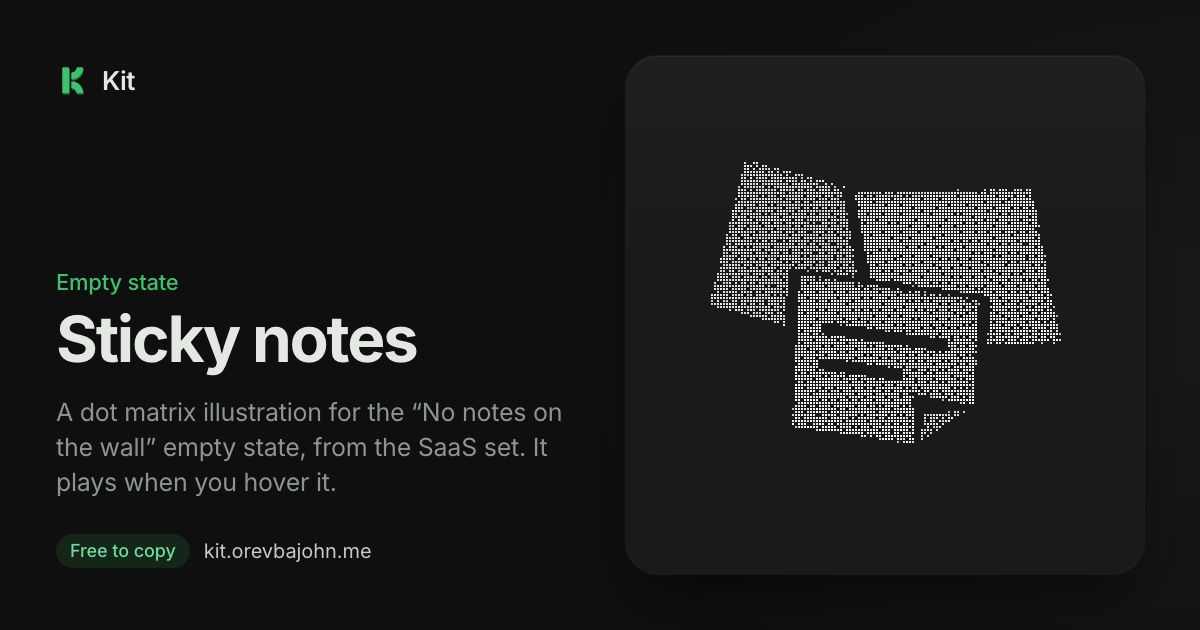 Kit
Empty state
Sticky notes
A dot matrix illustration for the “No notes on
the wall” empty state, from the SaaS set. It
plays when you hover it.
Free to copy
kit.orevbajohn.me